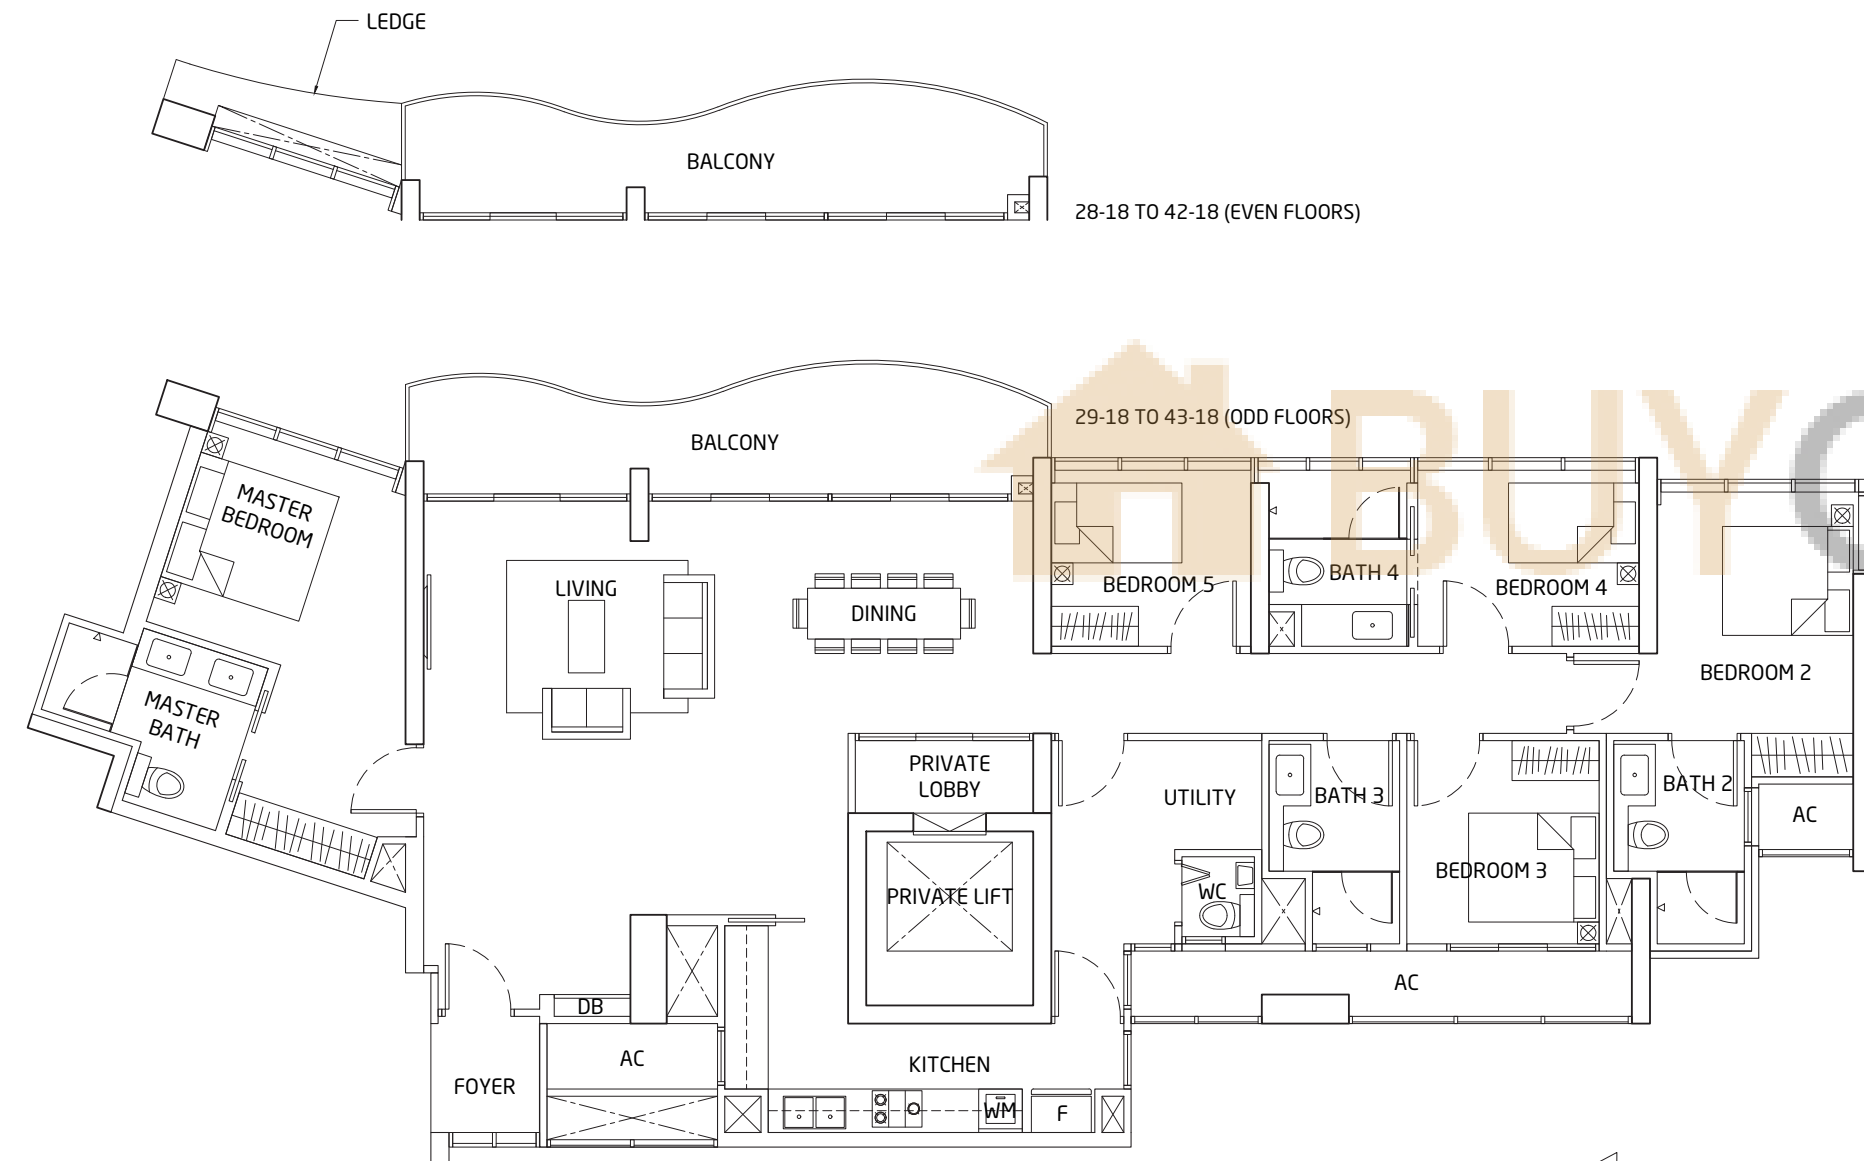 LEDGE
BALCONY
28-18 TO 42-18 (EVEN FLOORS)
29-18 TO 43-18 (ODD FLOORS)
BUY
BALCONY
MASTER
BEDROOM
LIVING
DINING
BEDROOM 5
BATH 4
BEDROOM 4
BEDROOM 2
MASTER
BATH
PRIVATE
LOBBY
UTILITY
BATH 3
BATH 2
AC
BEDROOM 3
PRIVATE LIFT
WC
AC
DB
AC
KITCHEN
FOYER
WM
F